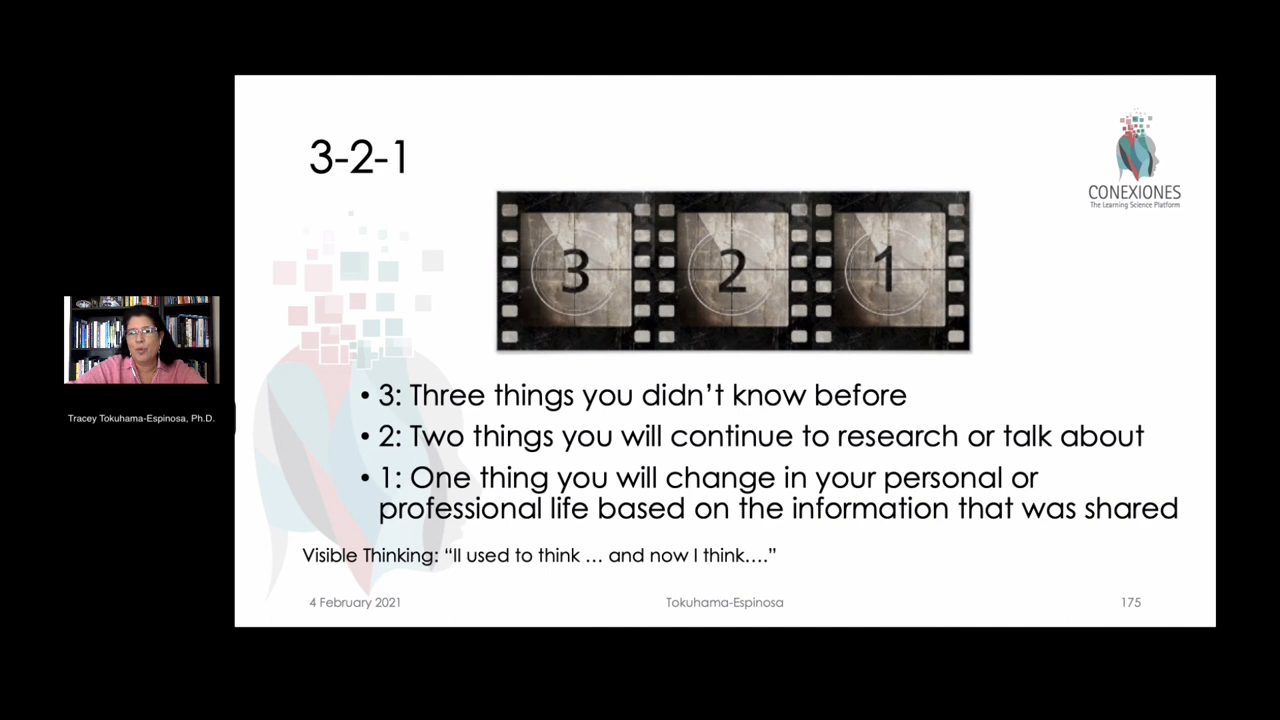 3-2-1
CONEXIONES
The Learning Science Platform
3
2
1
• 3: Three things you didn’t know before
• 2: Two things you will continue to research or talk about
• 1: One thing you will change in your personal or
professional life based on the information that was shared
Tracey Tokuhama-Espinosa, Ph.D.
Visible Thinking: “II used to think … and now I think….”
4 February 2021
Tokuhama-Espinosa
175